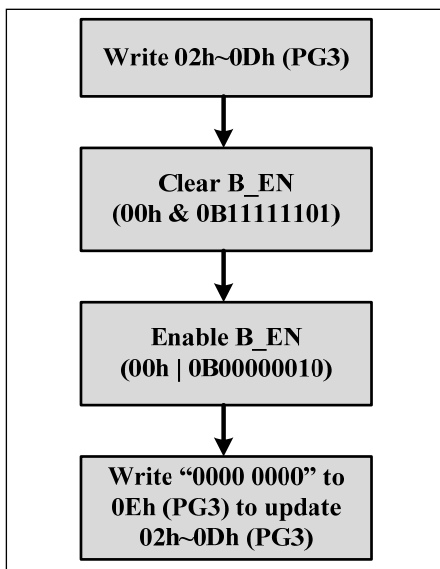 Write 02h~0Dh (PG3)
Clear B_EN
(00h & 0B11111101)
Enable B_EN
(00h | 0B00000010)
Write “0000 0000” to
0Eh (PG3) to update
02h~0Dh (PG3)